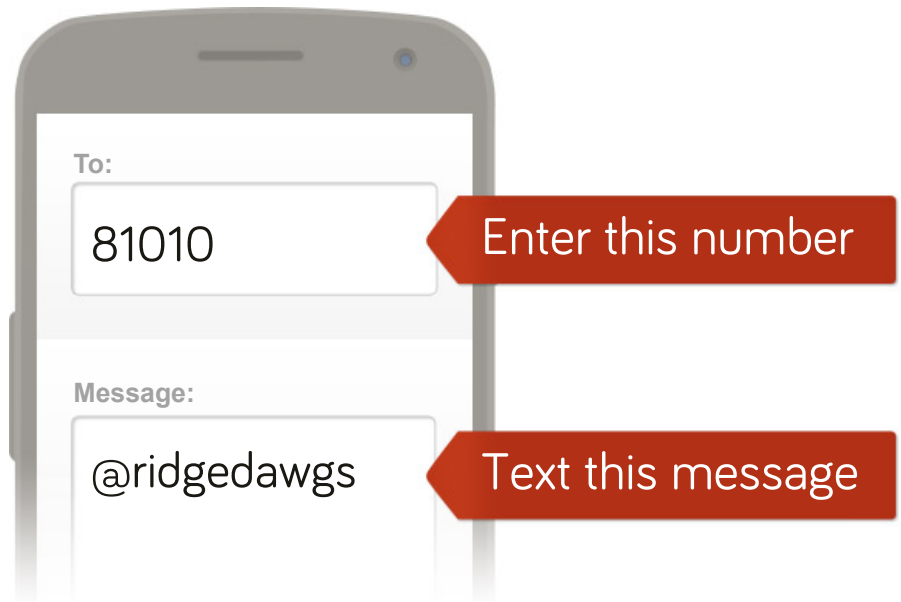 To:
81010
Enter this number
Message:
@ridgedawgs
Text this message